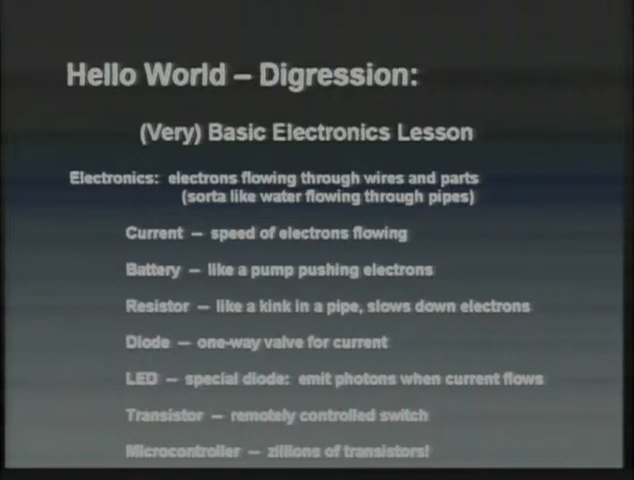 Hello World – Digression:
(Very) Basic Electronics Lesson
Electronics: electrons flowing through wires and parts
(sorta like water flowing through pipes)
Current – speed of electrons flowing
Battery – like a pump pushing electrons
Resistor – like a kink in a pipe, slows down electrons
Diode – one-way valve for current
LED – special diode: emit photons when current flows
Transistor – remotely controlled switch
Microcontroller – zillions of transistors!